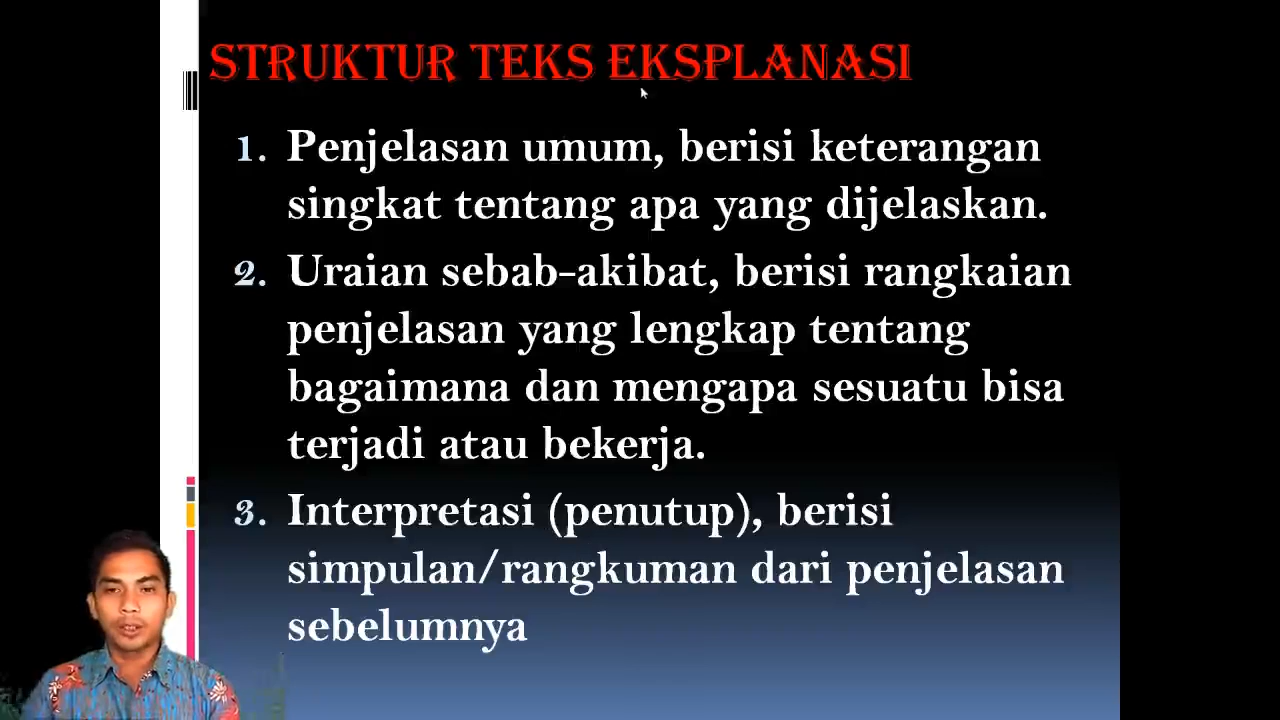 STRUKTUR TEKS EKSPLANASI
1. Penjelasan umum, berisi keterangan
singkat tentang apa yang dijelaskan.
2. Uraian sebab-akibat, berisi rangkaian
penjelasan yang lengkap tentang
bagaimana dan mengapa sesuatu bisa
terjadi atau bekerja.
3. Interpretasi (penutup), berisi
simpulan/rangkuman dari penjelasan
sebelumnya